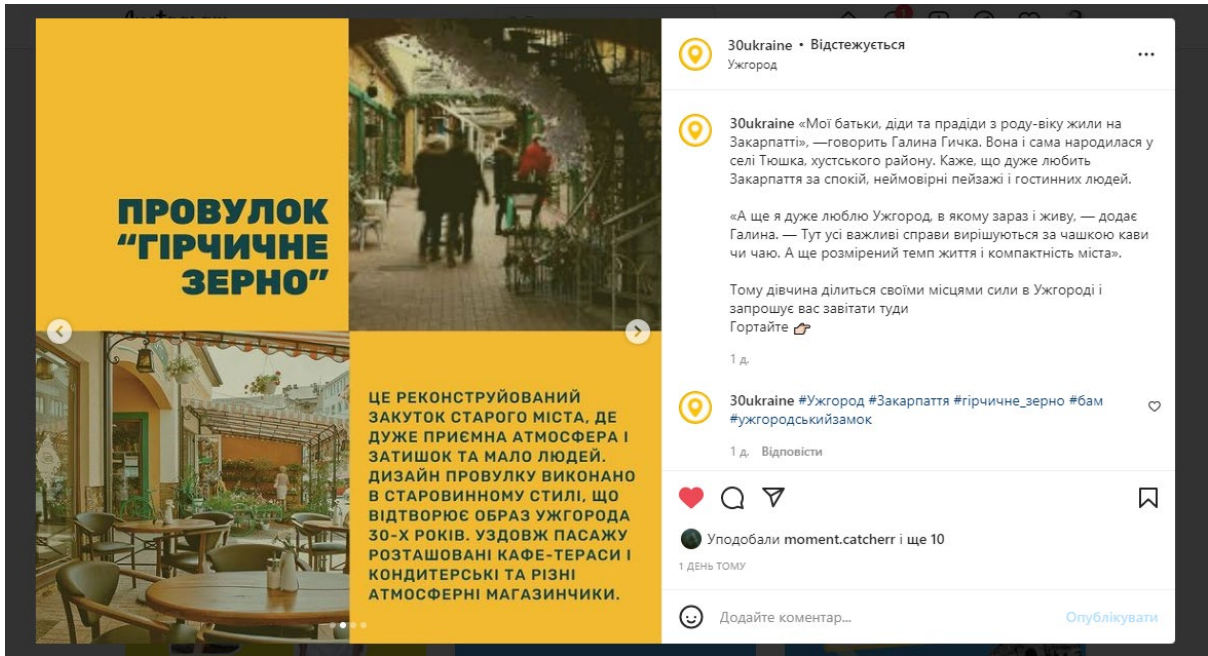 ПРОВУЛОК
“ГІРЧИЧНЕ
ЗЕРНО”
ЦЕ РЕКОНСТРУЙОВАНИЙ
ЗАКУТОК СТАРОГО МІСТА, ДЕ
ДУЖЕ ПРИЄМНА АТМОСФЕРА І
ЗАТИШОК ТА МАЛО ЛЮДЕЙ.
ДИЗАЙН ПРОВУЛКУ ВИКОНАНО
В СТАРОВИННОМУ СТИЛІ, ЩО
ВІДТВОРЮЄ ОБРАЗ УЖГОРОДА
30-Х РОКІВ. УЗДОВЖ ПАСАЖУ
РОЗТАШОВАНІ КАФЕ-ТЕРАСИ І
КОНДИТЕРСЬКІ ТА РІЗНІ
АТМОСФЕРНІ МАГАЗИНЧИКИ.
30ukraine • Відстежується
Ужгород
30ukraine «Мої батьки, діди та прадіди з роду-віку жили на
Закарпатті», —говорить Галина Гичка. Вона і сама народилася у
селі Тюшка, хустського району. Каже, що дуже любить
Закарпаття за спокій, неймовірні пейзажі і гостинних людей.
«А ще я дуже люблю Ужгород, в якому зараз і живу, — додає
Галина. — Тут усі важливі справи вирішуються за чашкою кави
чи чаю. А ще розмірений темп життя і компактність міста».
Тому дівчина ділиться своїми місцями сили в Ужгороді і
запрошує вас завітати туди
Гортайте 👉🏻
1 д.
30ukraine #Ужгород #Закарпаття #гірчичне_зерно #бам
#ужгородськийзамок
1 д. Відповісти
Уподобали moment.catcherr і ще 10
1 ДЕНЬ ТОМУ
Додайте коментар...
Опублікувати